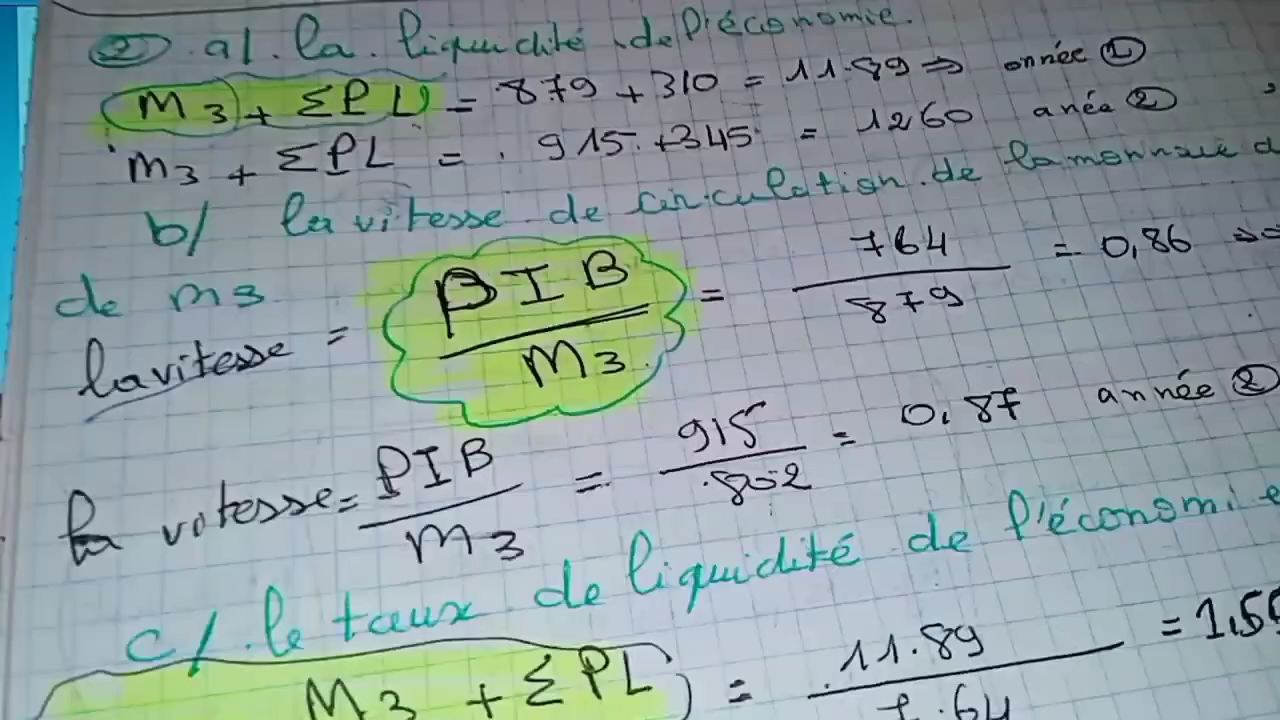 ② a/. la. liquidité de l'économie.
M3 + ΣPL = 879 + 310 = 11.89 ⇒ année ①
M3 + ΣPL = 915 + 345 = 1260 anée ②
b/ la vitesse de circulation de la monnaie d
de m3
la vitesse = PIB / M3 = 764 / 879 = 0,86 ⇒
la vitesse = PIB / M3 = 915 / 802 = 0,87 année ②
c/ le taux de liquidité de l'économie
M3 + ΣPL = 11.89 / 7.64 = 1,5